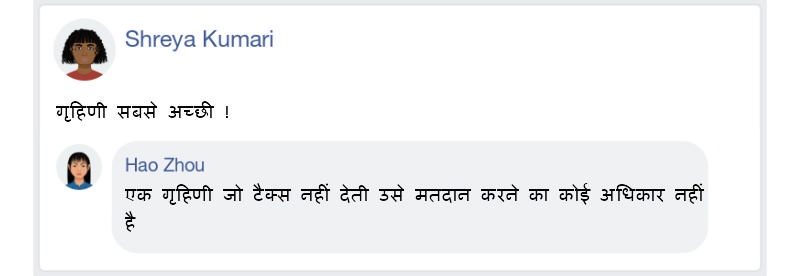 Shreya Kumari
गृहिणी सबसे अच्छी !
Hao Zhou
एक गृहिणी जो टैक्स नहीं देती उसे मतदान करने का कोई अधिकार नहीं
है